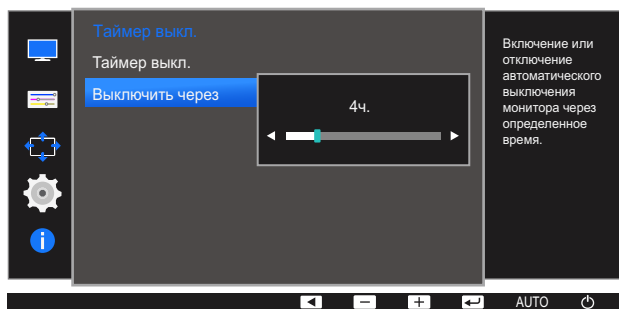 Таймер выкл.
Таймер выкл.
Выключить через
4ч.
Включение или
отключение
автоматического
выключения
монитора через
определенное
время.
AUTO